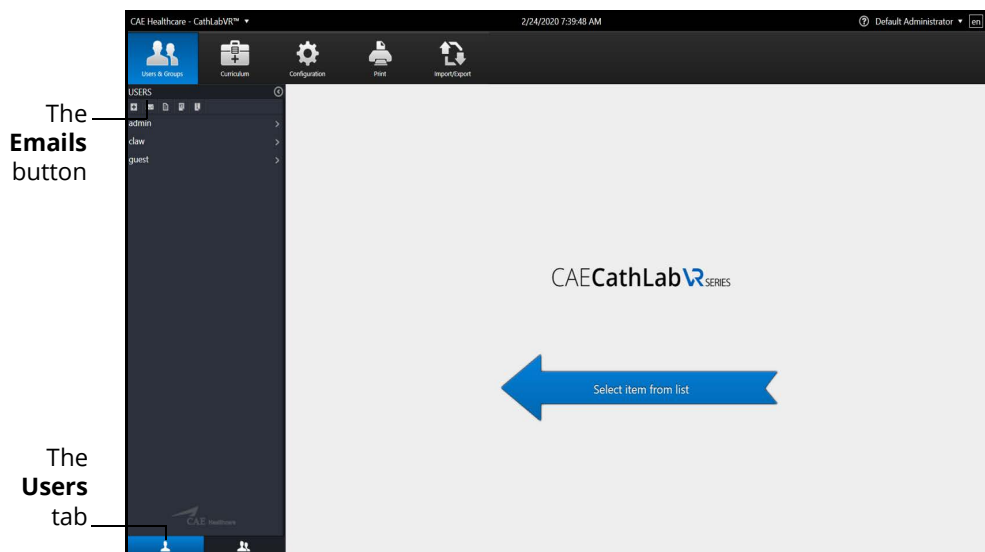 CAE Healthcare - CathLabVR™ ▾ 2/24/2020 7:39:48 AM ? Default Administrator ▾ en
Users & Groups Curriculum Configuration Print Import/Export
USERS
admin
claw
guest
The
Emails
button
CAECathLabVR SERIES
Select item from list
The
Users
tab
CAE Healthcare